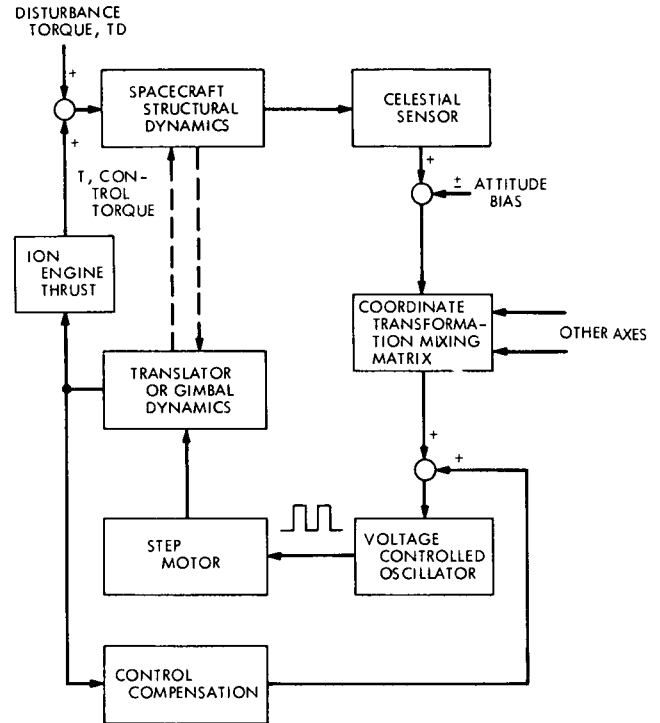 DISTURBANCE
TORQUE, TD
+
+
SPACECRAFT
STRUCTURAL
DYNAMICS
CELESTIAL
SENSOR
+
±
ATTITUDE
BIAS
T, CON-
TROL
TORQUE
ION
ENGINE
THRUST
COORDINATE
TRANSFORMA-
TION MIXING
MATRIX
OTHER AXES
TRANSLATOR
OR GIMBAL
DYNAMICS
+
+
STEP
MOTOR
VOLTAGE
CONTROLLED
OSCILLATOR
CONTROL
COMPENSATION